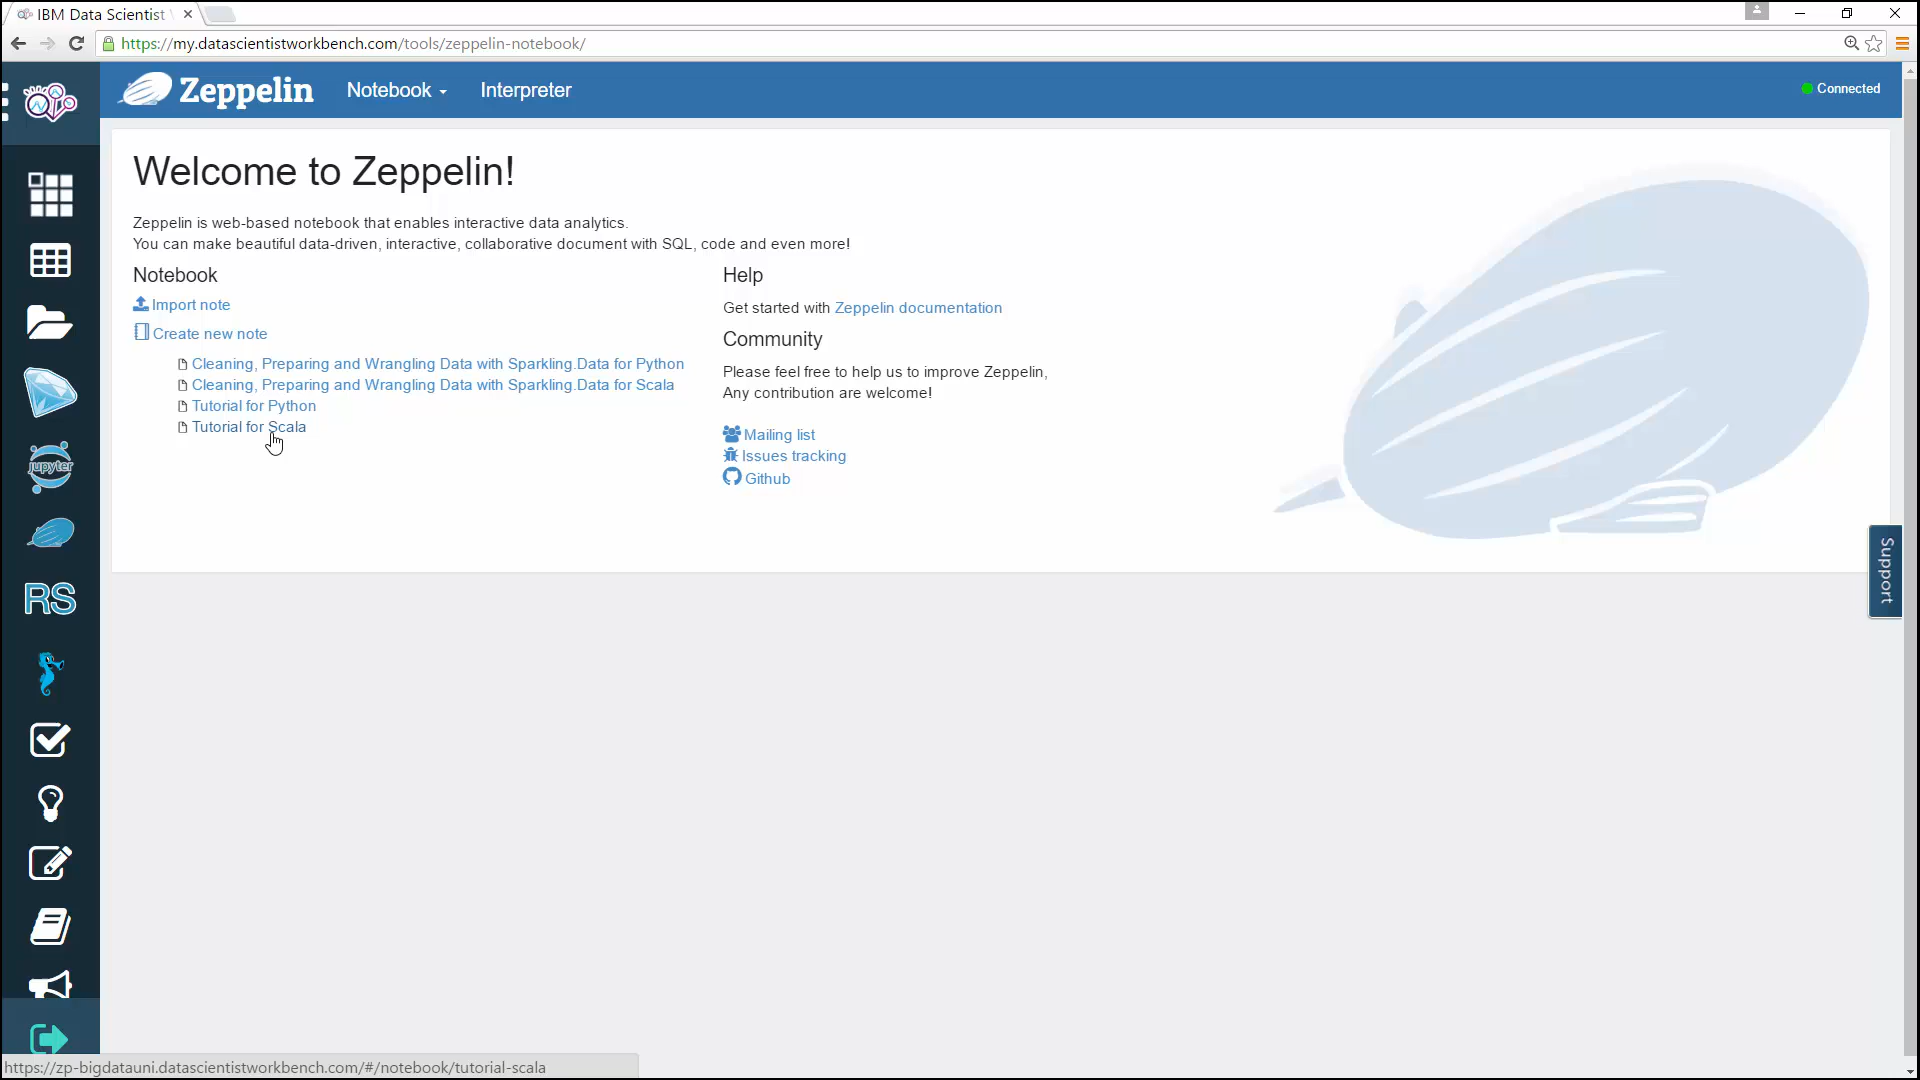 IBM Data Scientist
https://my.datascientistworkbench.com/tools/zeppelin-notebook/
Zeppelin
Notebook
Interpreter
Connected
Welcome to Zeppelin!
Zeppelin is web-based notebook that enables interactive data analytics.
You can make beautiful data-driven, interactive, collaborative document with SQL, code and even more!
Notebook
Import note
Create new note
Cleaning, Preparing and Wrangling Data with Sparkling.Data for Python
Cleaning, Preparing and Wrangling Data with Sparkling.Data for Scala
Tutorial for Python
Tutorial for Scala
Help
Get started with Zeppelin documentation
Community
Please feel free to help us to improve Zeppelin,
Any contribution are welcome!
Mailing list
Issues tracking
Github
jupyter
RS
Support
https://zp-bigdatauni.datascientistworkbench.com/#/notebook/tutorial-scala